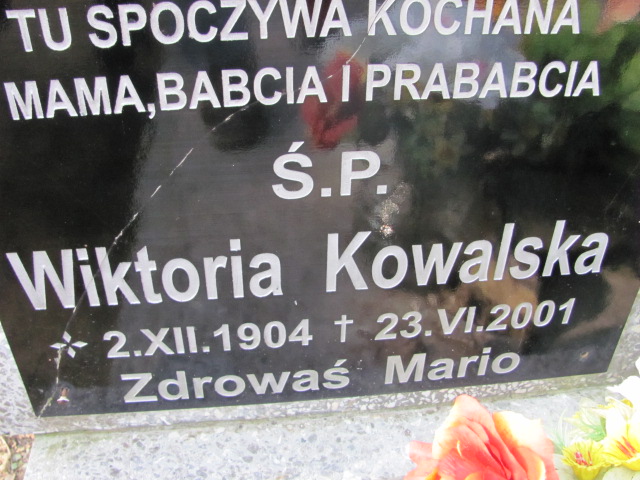 TU SPOCZYWA KOCHANA
MAMA, BABCIA I PRABABCIA
Ś.P.
Wiktoria Kowalska
2.XII.1904 † 23.VI.2001
Zdrowaś Mario